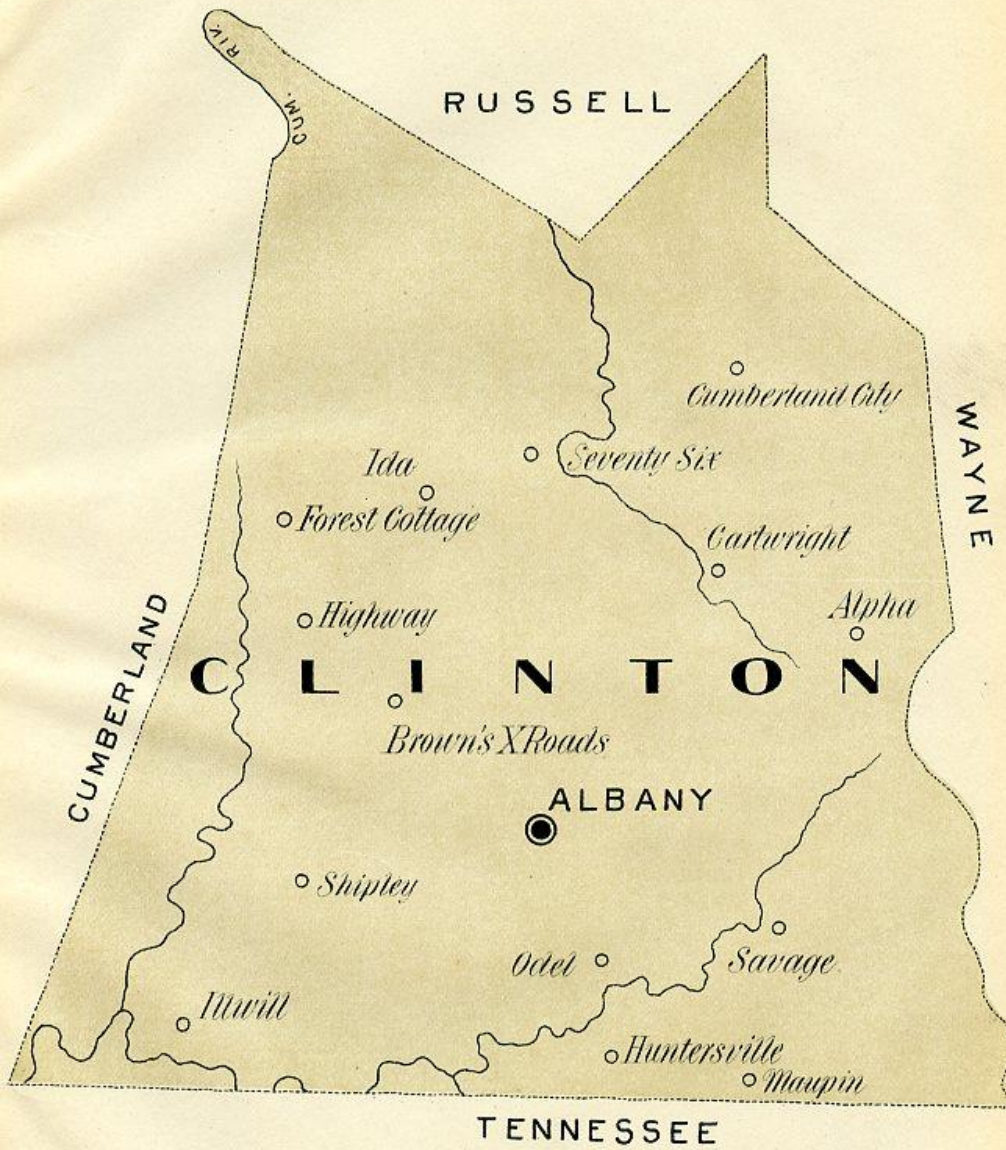 CUM. RIV.
RUSSELL
Cumberland City
WAYNE
Seventy Six
Ida
Forest Cottage
Cartwright
Highway
Alpha
CUMBERLAND
CLINTON
Brown's XRoads
ALBANY
Shipley
Odel
Savage.
Illwill
Huntersville
Maupin
TENNESSEE